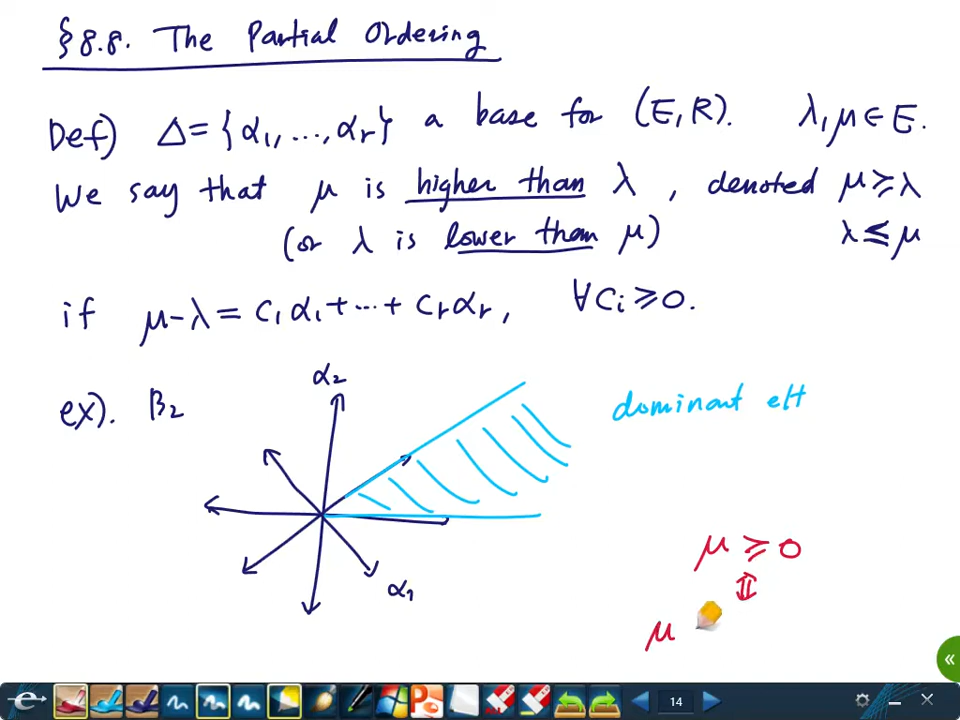 §8.8. The Partial Ordering
Def) Δ = {α₁, ..., αᵣ} a base for (E, R). λ, μ ∈ E.
We say that μ is higher than λ, denoted μ ≽ λ
(or λ is lower than μ) λ ≼ μ
if μ - λ = c₁α₁ + ... + cᵣαᵣ, ∀cᵢ ≥ 0.
ex). B₂
α₂
dominant elt
α₁
μ ≽ 0
⇕
μ
14